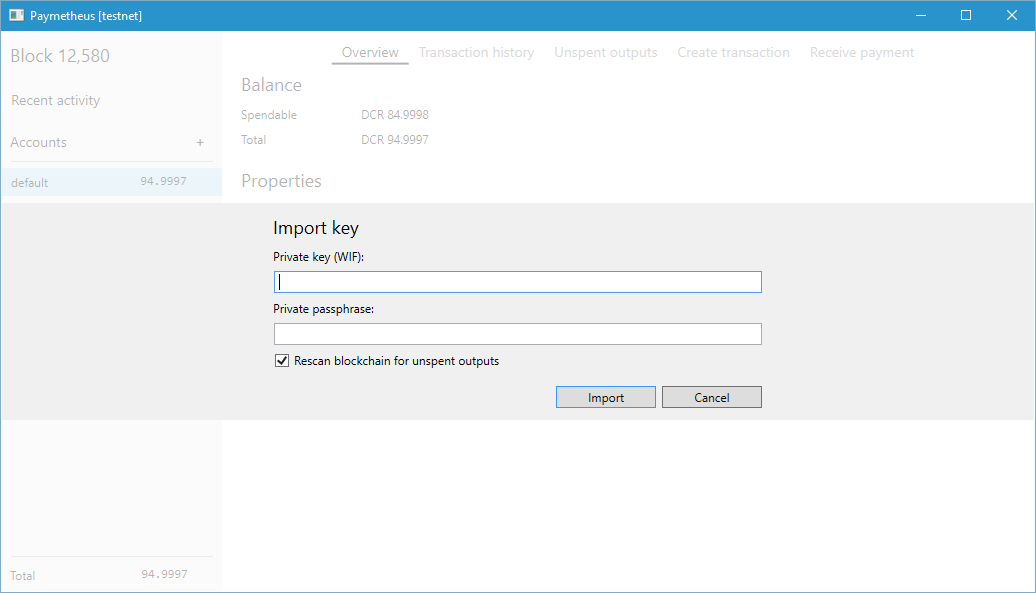 Paymetheus [testnet]
Block 12,580
Recent activity
Accounts +
default 94.9997
Total 94.9997
Overview Transaction history Unspent outputs Create transaction Receive payment
Balance
Spendable DCR 84.9998
Total DCR 94.9997
Properties
Import key
Private key (WIF):
Private passphrase:
Rescan blockchain for unspent outputs
Import Cancel